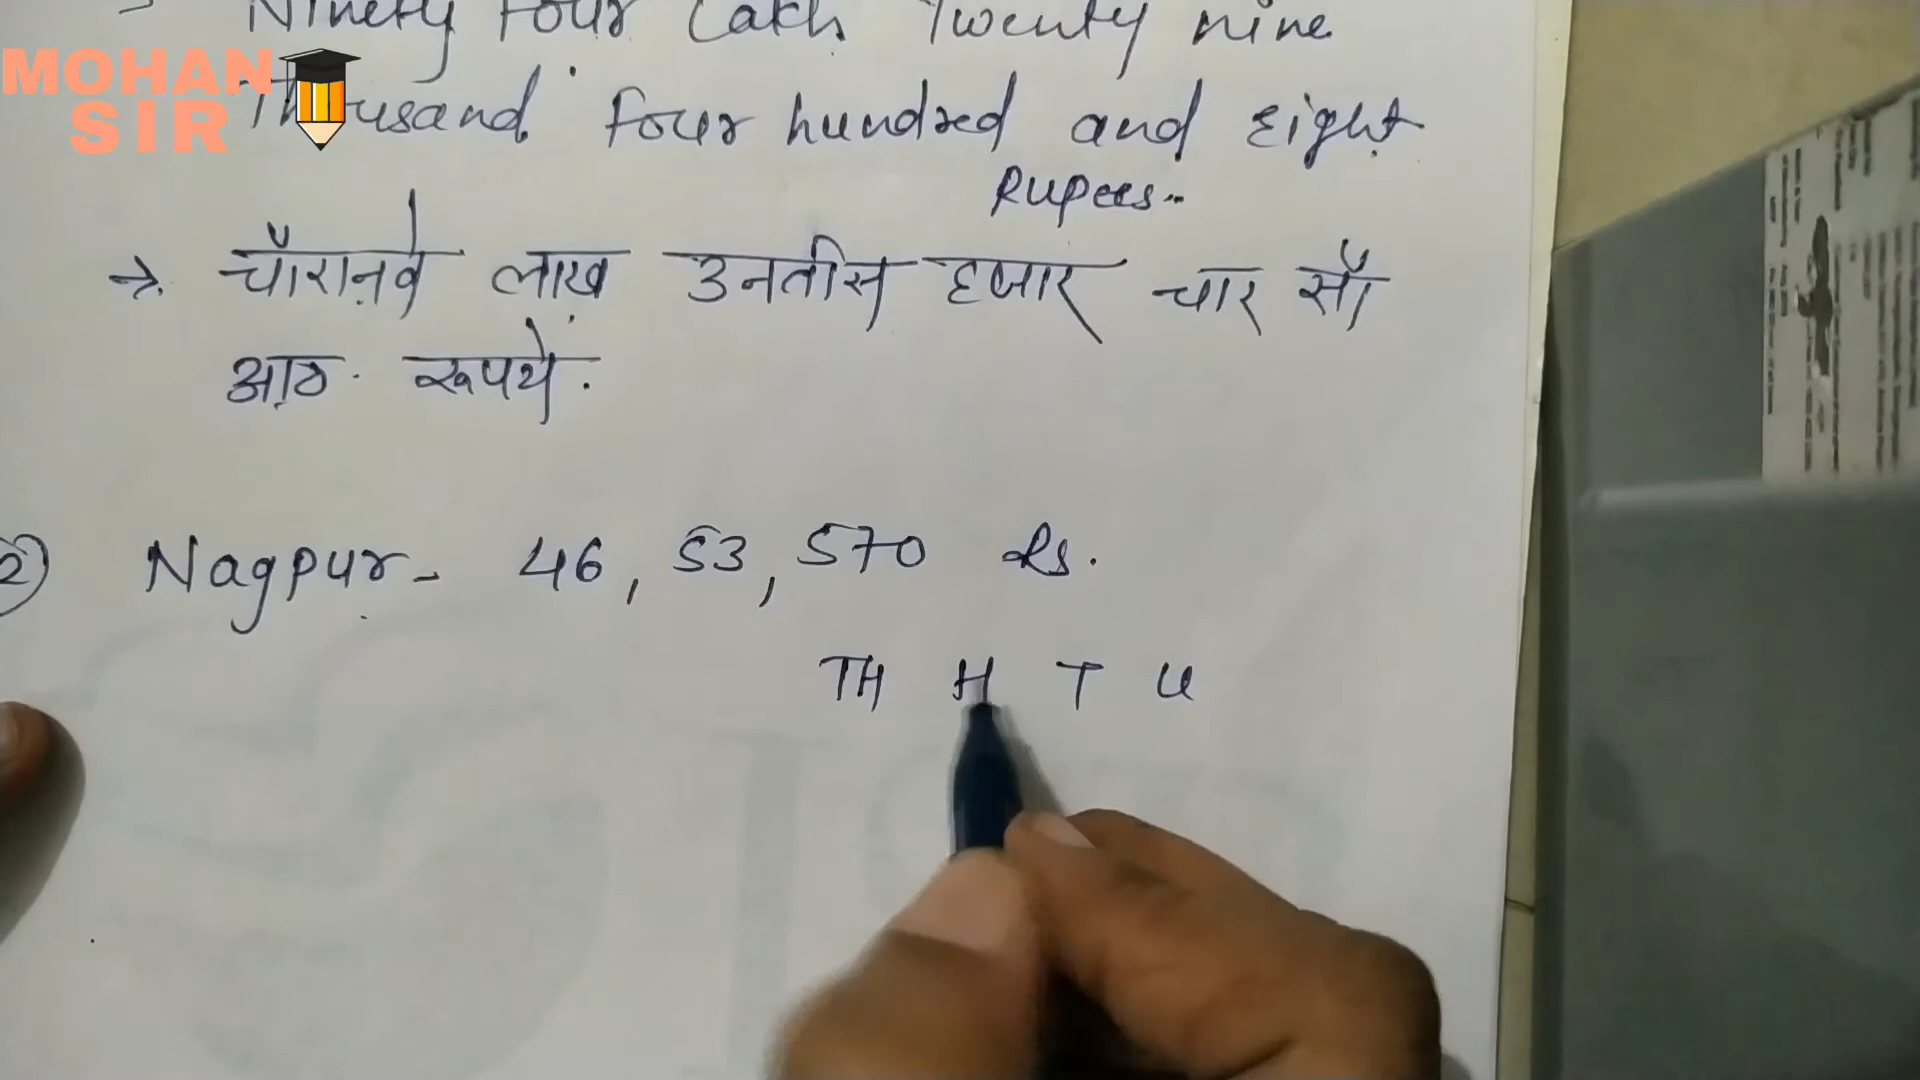 Ninety Four Lakh Twenty nine
MOHAN SIR
Thousand Four hundred and Eight
Rupees..
→ चौरानवे लाख उनतीस हजार चार सौ
आठ. रूपये.
2) Nagpur - 46, 53, 570 Rs.
TH H T U